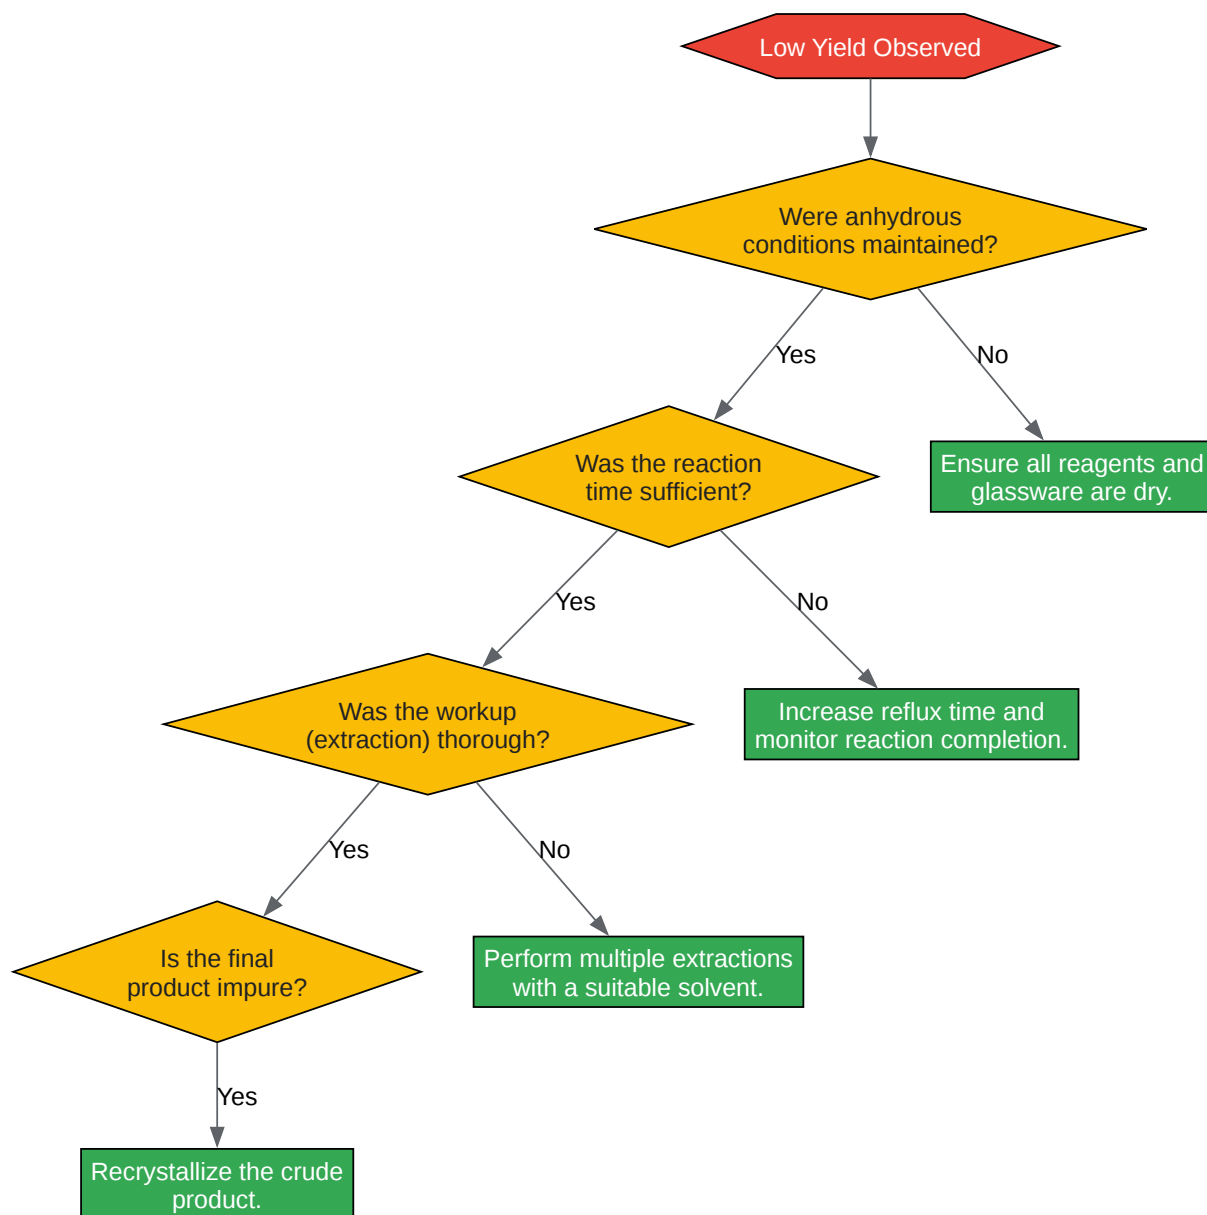 Low Yield Observed
Were anhydrous
conditions maintained?
Yes
No
Was the reaction
time sufficient?
Ensure all reagents and
glassware are dry.
Yes
No
Was the workup
(extraction) thorough?
Increase reflux time and
monitor reaction completion.
Yes
No
Is the final
product impure?
Perform multiple extractions
with a suitable solvent.
Yes
Recrystallize the crude
product.